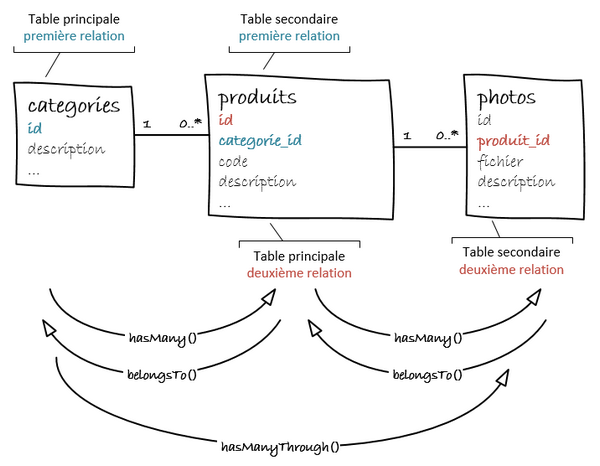 Table principale
première relation
Table secondaire
première relation
categories
id
description
...
1
0..*
produits
id
categorie_id
code
description
...
1
0..*
photos
id
produit_id
fichier
description
...
Table principale
deuxième relation
Table secondaire
deuxième relation
hasMany()
hasMany()
belongsTo()
belongsTo()
hasManyThrough()